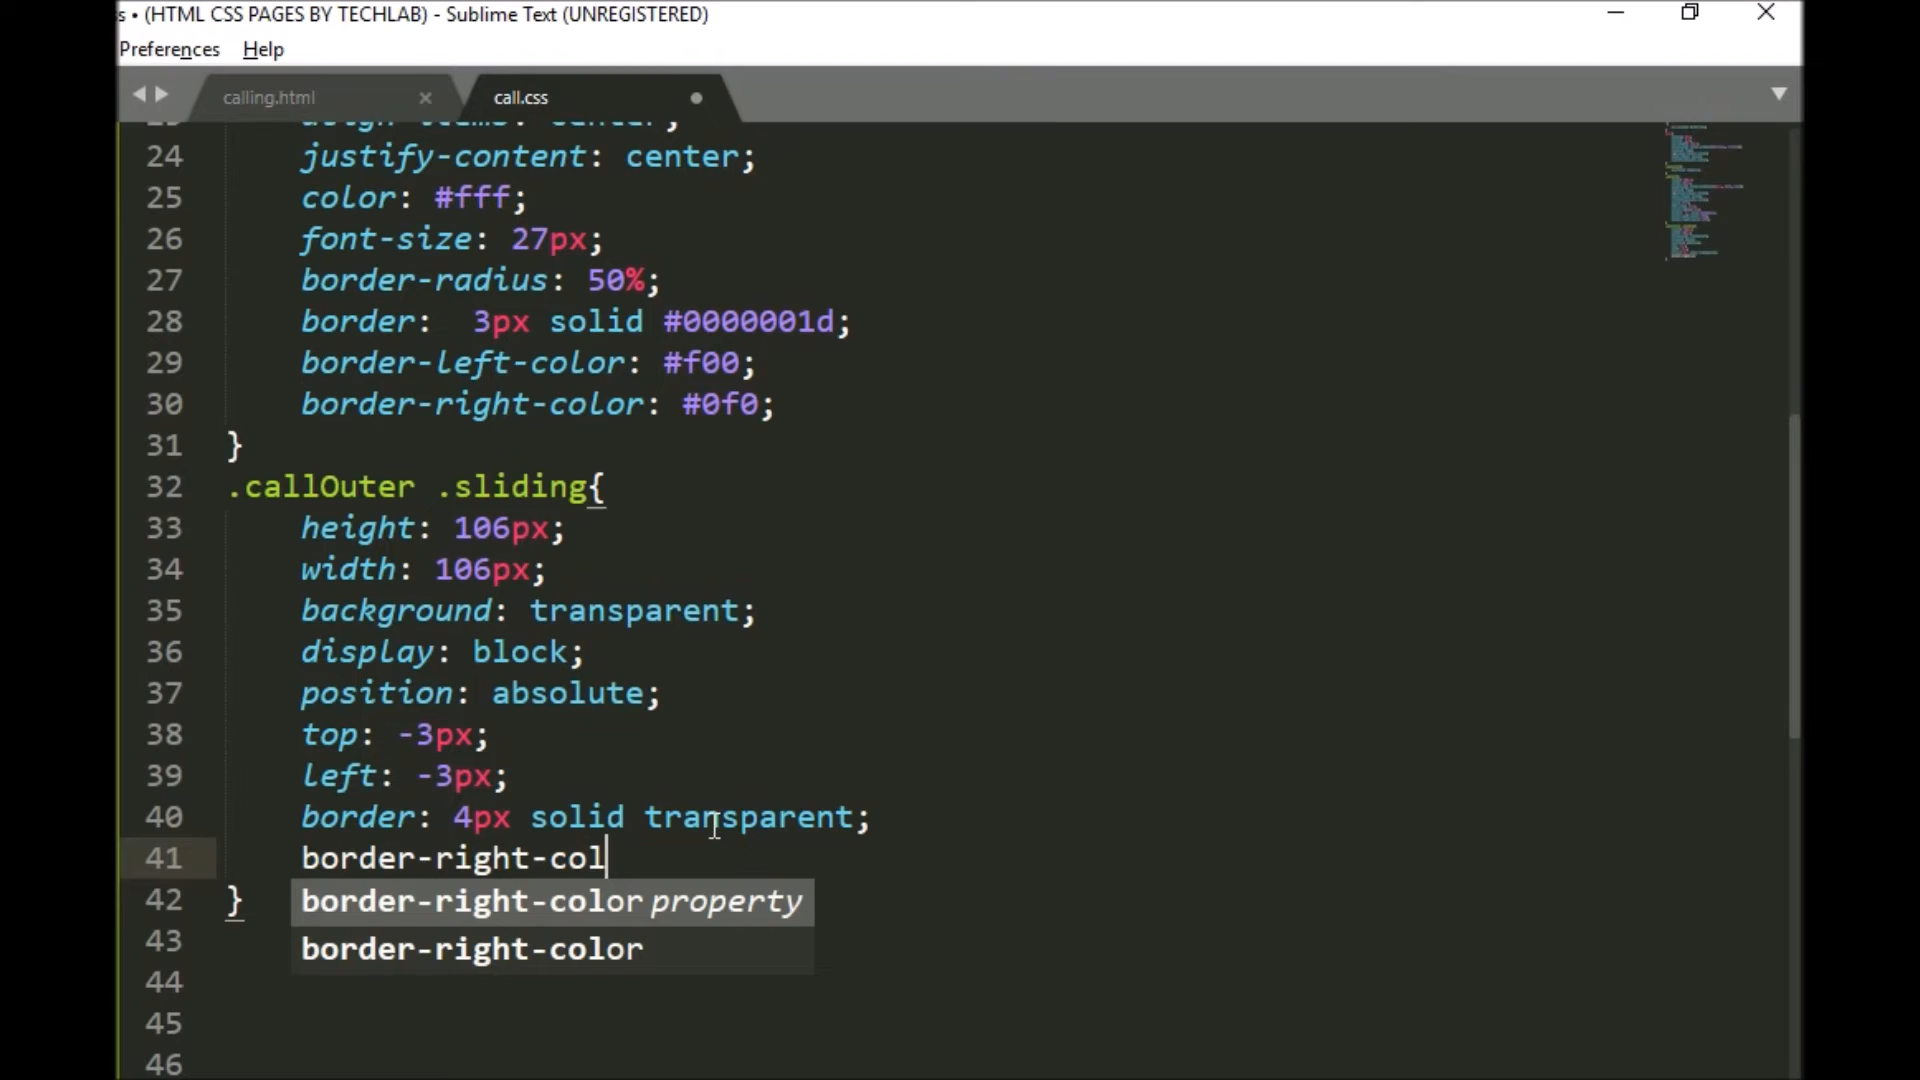 s • (HTML CSS PAGES BY TECHLAB) - Sublime Text (UNREGISTERED)
Preferences Help
calling.html × call.css
24 justify-content: center;
25 color: #fff;
26 font-size: 27px;
27 border-radius: 50%;
28 border:  3px solid #0000001d;
29 border-left-color: #f00;
30 border-right-color: #0f0;
31 }
32 .callOuter .sliding{
33 height: 106px;
34 width: 106px;
35 background: transparent;
36 display: block;
37 position: absolute;
38 top: -3px;
39 left: -3px;
40 border: 4px solid transparent;
41 border-right-col
42 } border-right-color property
43 border-right-color
44
45
46